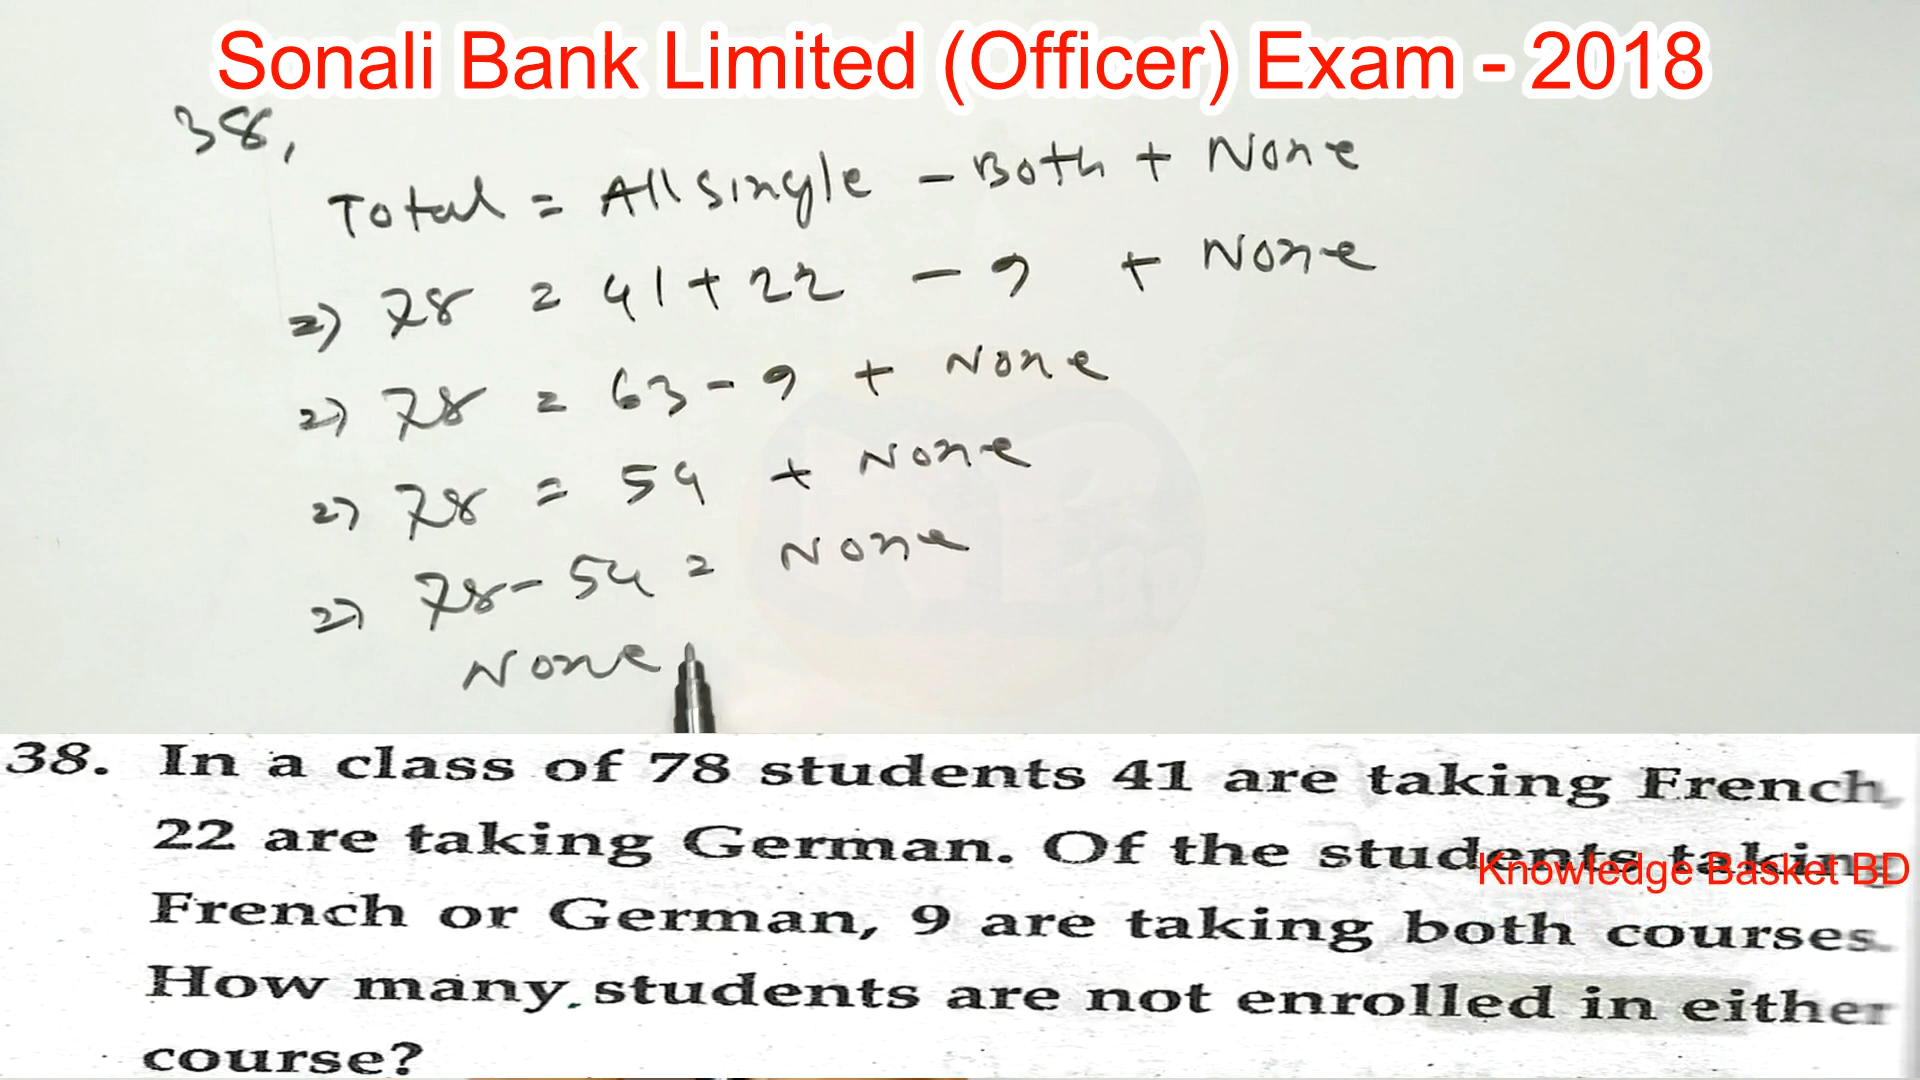 Sonali Bank Limited (Officer) Exam - 2018
38,
Total = All single - Both + None
=> 78 = 41 + 22 - 9 + None
=> 78 = 63 - 9 + None
=> 78 = 54 + None
=> 78 - 54 = None
None
38. In a class of 78 students 41 are taking French,
22 are taking German. Of the students taking
Knowledge Basket BD
French or German, 9 are taking both courses.
How many students are not enrolled in either
course?